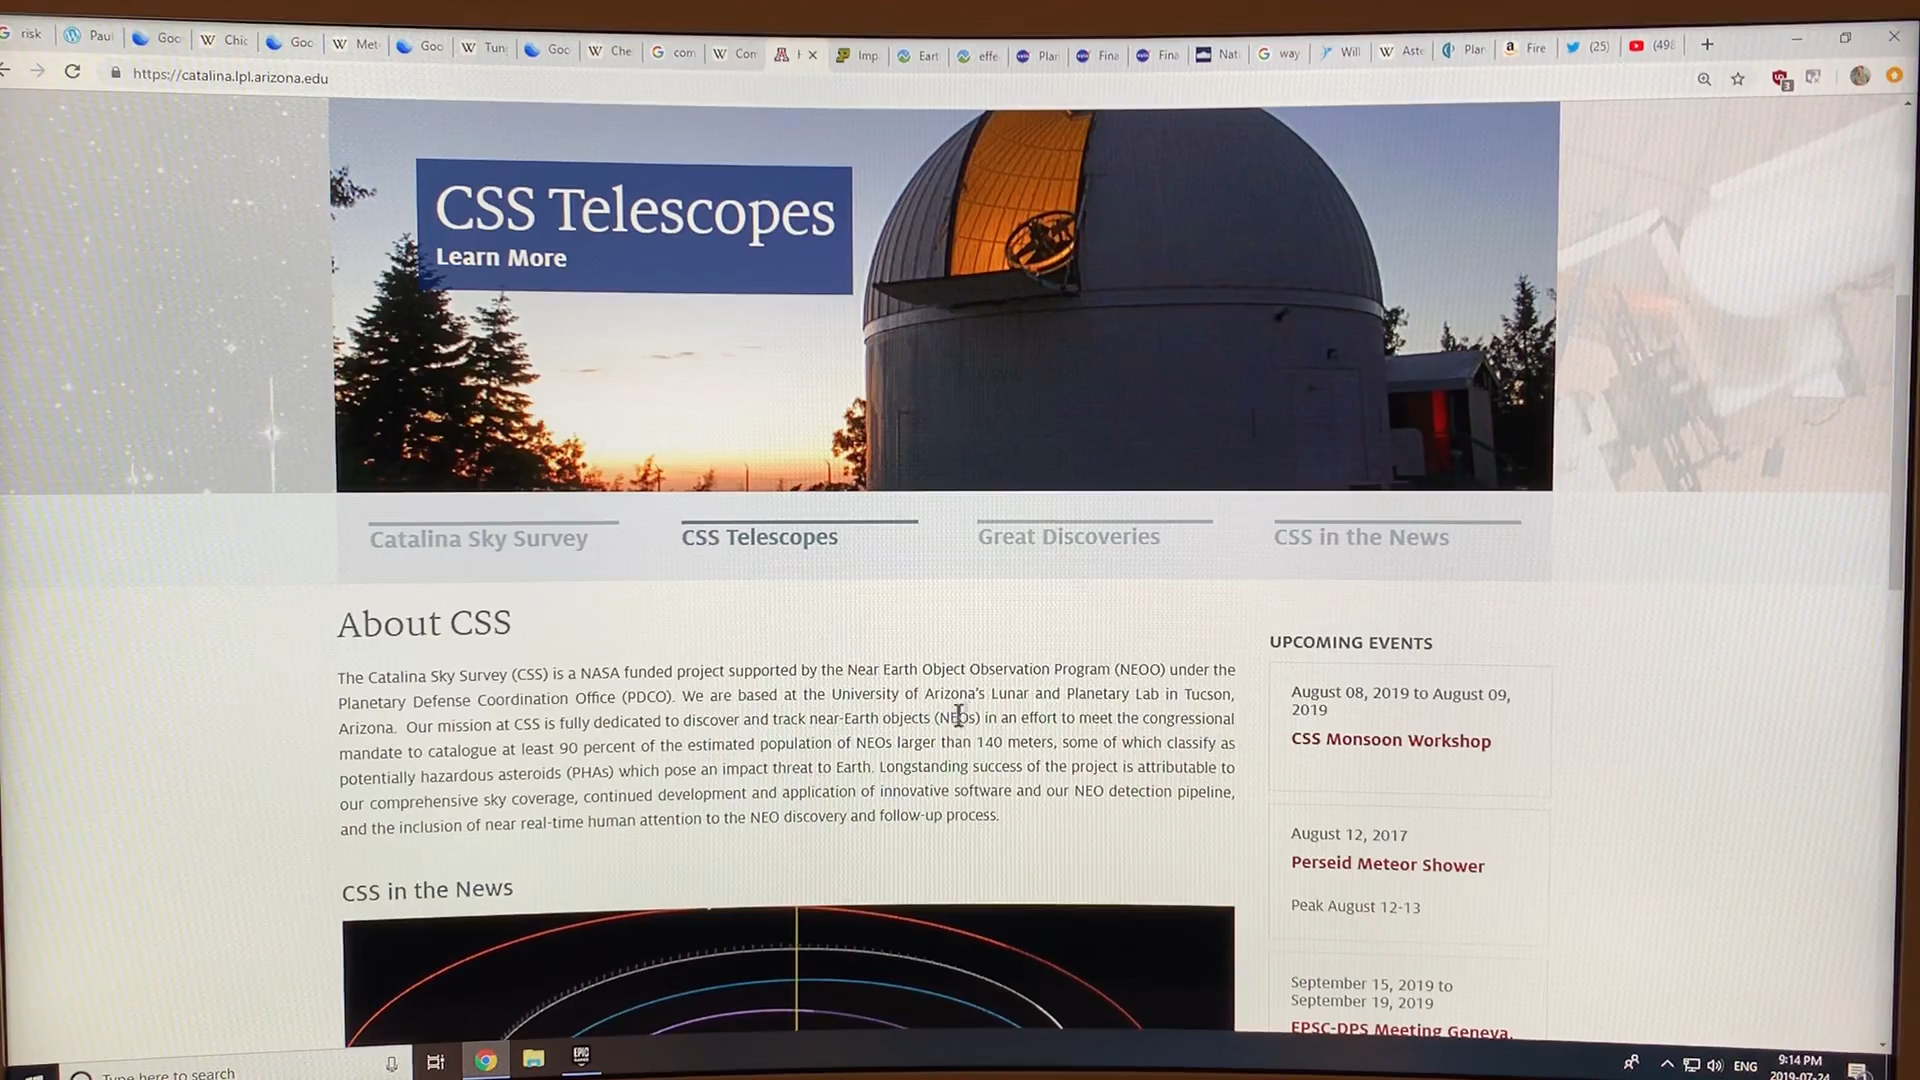 risk Pau Goo Chic Goo Met Goo Tun Goo Che com Con Imp Eart effe Plar Fina Fina Nat way Will Aste Plar Fire (25) (498
https://catalina.lpl.arizona.edu
CSS Telescopes
Learn More
Catalina Sky Survey CSS Telescopes Great Discoveries CSS in the News
About CSS
The Catalina Sky Survey (CSS) is a NASA funded project supported by the Near Earth Object Observation Program (NEOO) under the
Planetary Defense Coordination Office (PDCO). We are based at the University of Arizona's Lunar and Planetary Lab in Tucson,
Arizona. Our mission at CSS is fully dedicated to discover and track near-Earth objects (NEOs) in an effort to meet the congressional
mandate to catalogue at least 90 percent of the estimated population of NEOs larger than 140 meters, some of which classify as
potentially hazardous asteroids (PHAs) which pose an impact threat to Earth. Longstanding success of the project is attributable to
our comprehensive sky coverage, continued development and application of innovative software and our NEO detection pipeline,
and the inclusion of near real-time human attention to the NEO discovery and follow-up process.
CSS in the News
UPCOMING EVENTS
August 08, 2019 to August 09,
2019
CSS Monsoon Workshop
August 12, 2017
Perseid Meteor Shower
Peak August 12-13
September 15, 2019 to
September 19, 2019
EPSC-DPS Meeting Geneva,
Type here to search
EPIC
ENG
9:14 PM
2019-07-24